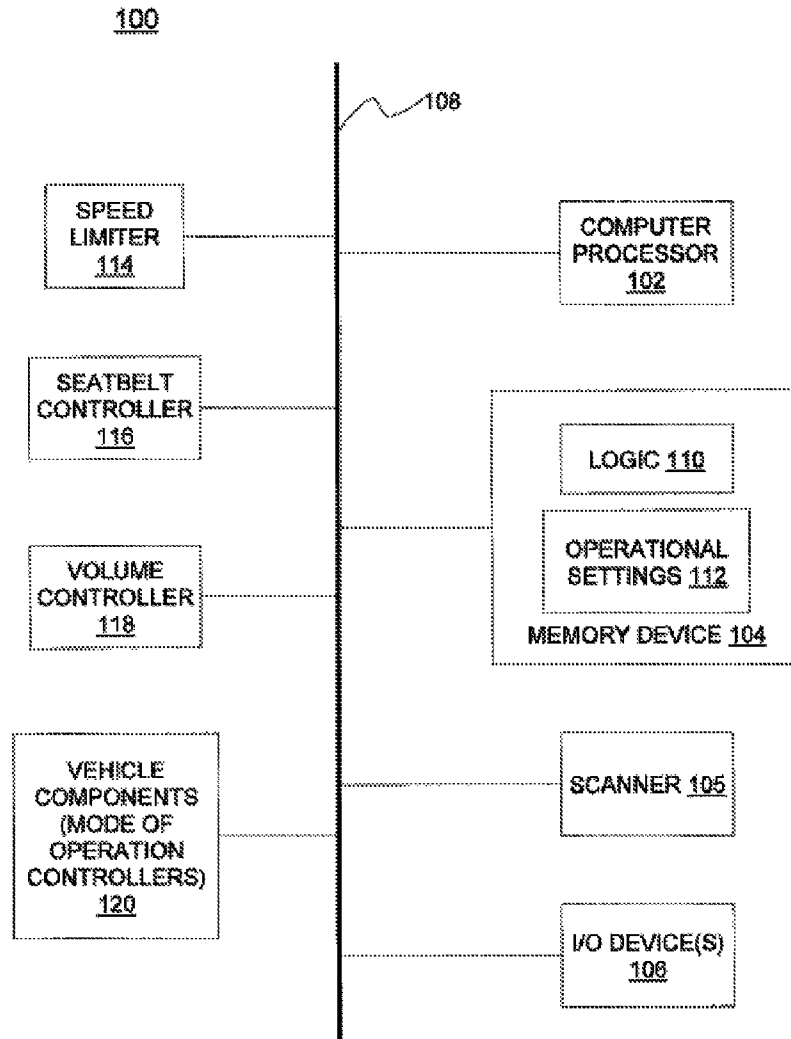 100
108
SPEED
LIMITER
114
COMPUTER
PROCESSOR
102
SEATBELT
CONTROLLER
116
LOGIC 110
OPERATIONAL
SETTINGS 112
MEMORY DEVICE 104
VOLUME
CONTROLLER
118
VEHICLE
COMPONENTS
(MODE OF
OPERATION
CONTROLLERS)
120
SCANNER 105
I/O DEVICE(S)
106